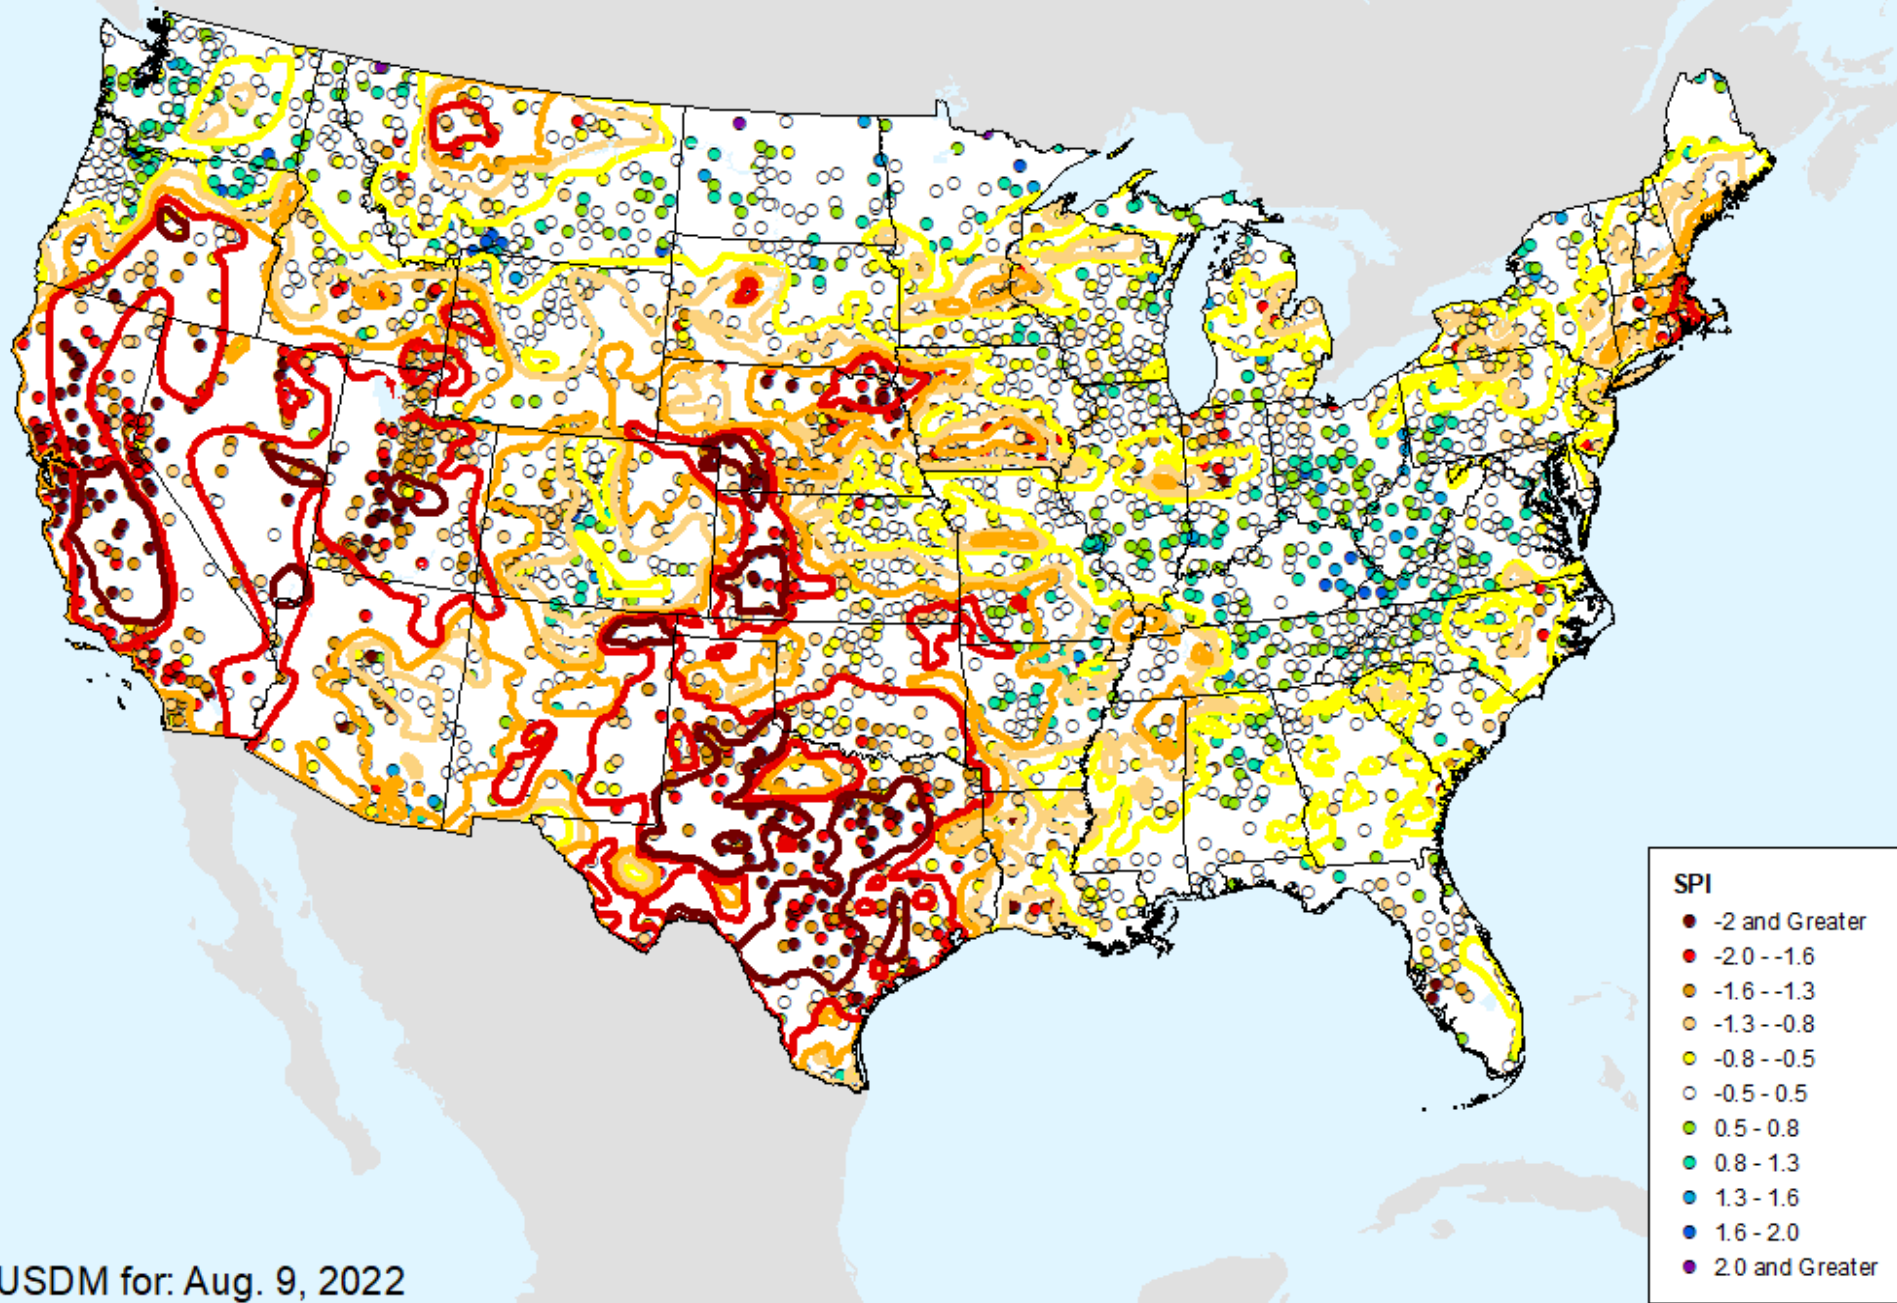 SPI
-2 and Greater
-2.0 - -1.6
-1.6 - -1.3
-1.3 - -0.8
-0.8 - -0.5
-0.5 - 0.5
0.5 - 0.8
0.8 - 1.3
1.3 - 1.6
1.6 - 2.0
2.0 and Greater
USDM for: Aug. 9, 2022